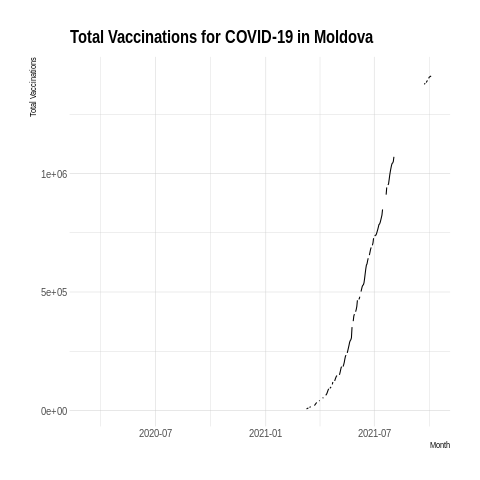 Total Vaccinations for COVID-19 in Moldova
Total Vaccinations
1e+06
5e+05
0e+00
2020-07
2021-01
2021-07
Month